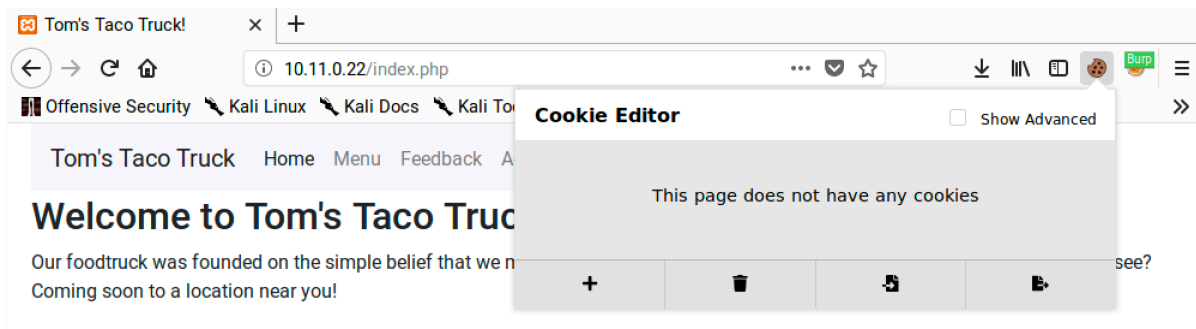 Tom's Taco Truck!
10.11.0.22/index.php
Burp
Offensive Security Kali Linux Kali Docs Kali To
Cookie Editor
Show Advanced
Tom's Taco Truck Home Menu Feedback A
This page does not have any cookies
Welcome to Tom's Taco Truc
Our foodtruck was founded on the simple belief that we n see?
Coming soon to a location near you!